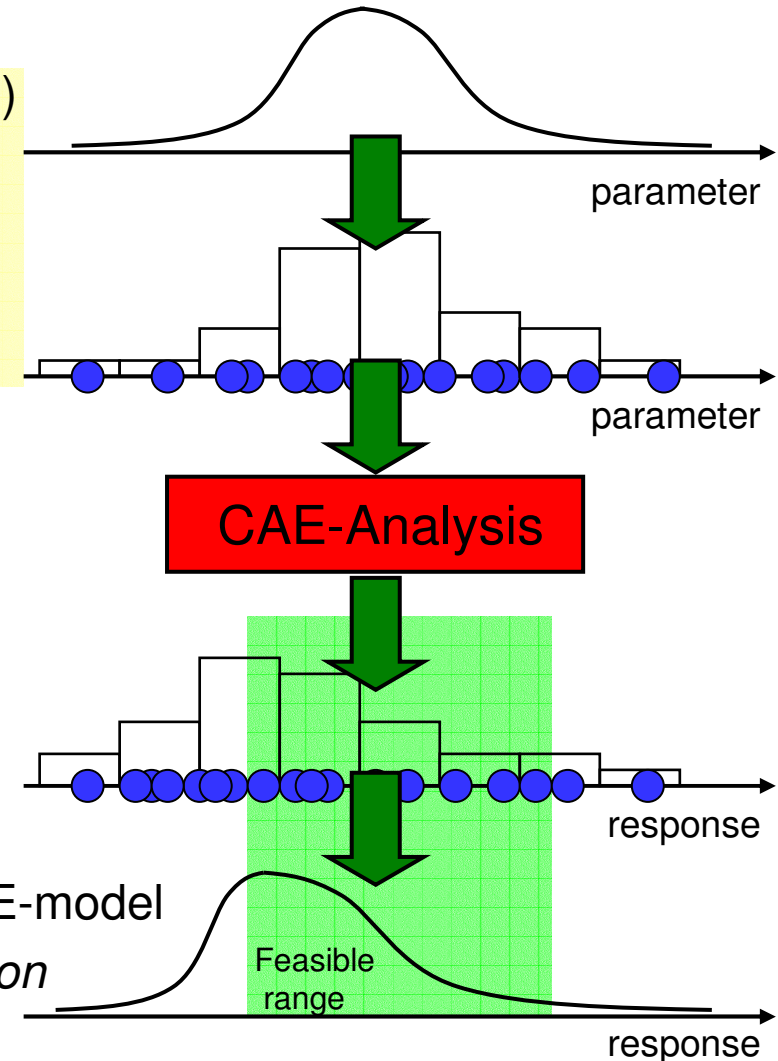 )
parameter
parameter
CAE-Analysis
response
E-model
on
Feasible
range
response